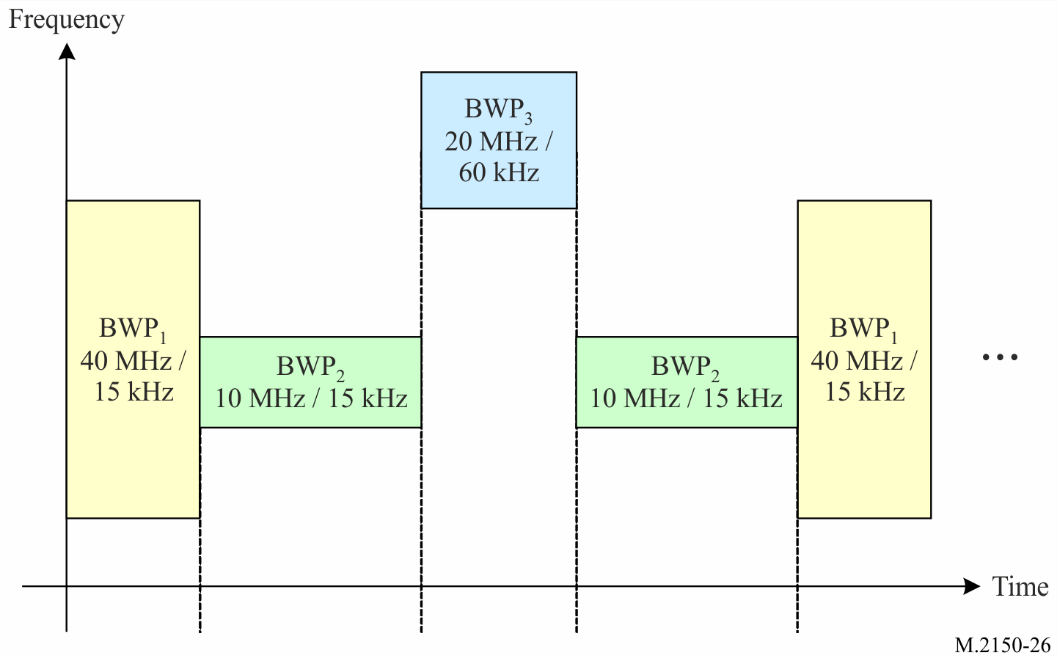 Frequency
BWP₃
20 MHz /
60 kHz
BWP₁
40 MHz /
15 kHz
BWP₂
10 MHz / 15 kHz
BWP₂
10 MHz / 15 kHz
BWP₁
40 MHz /
15 kHz
...
Time
M.2150-26